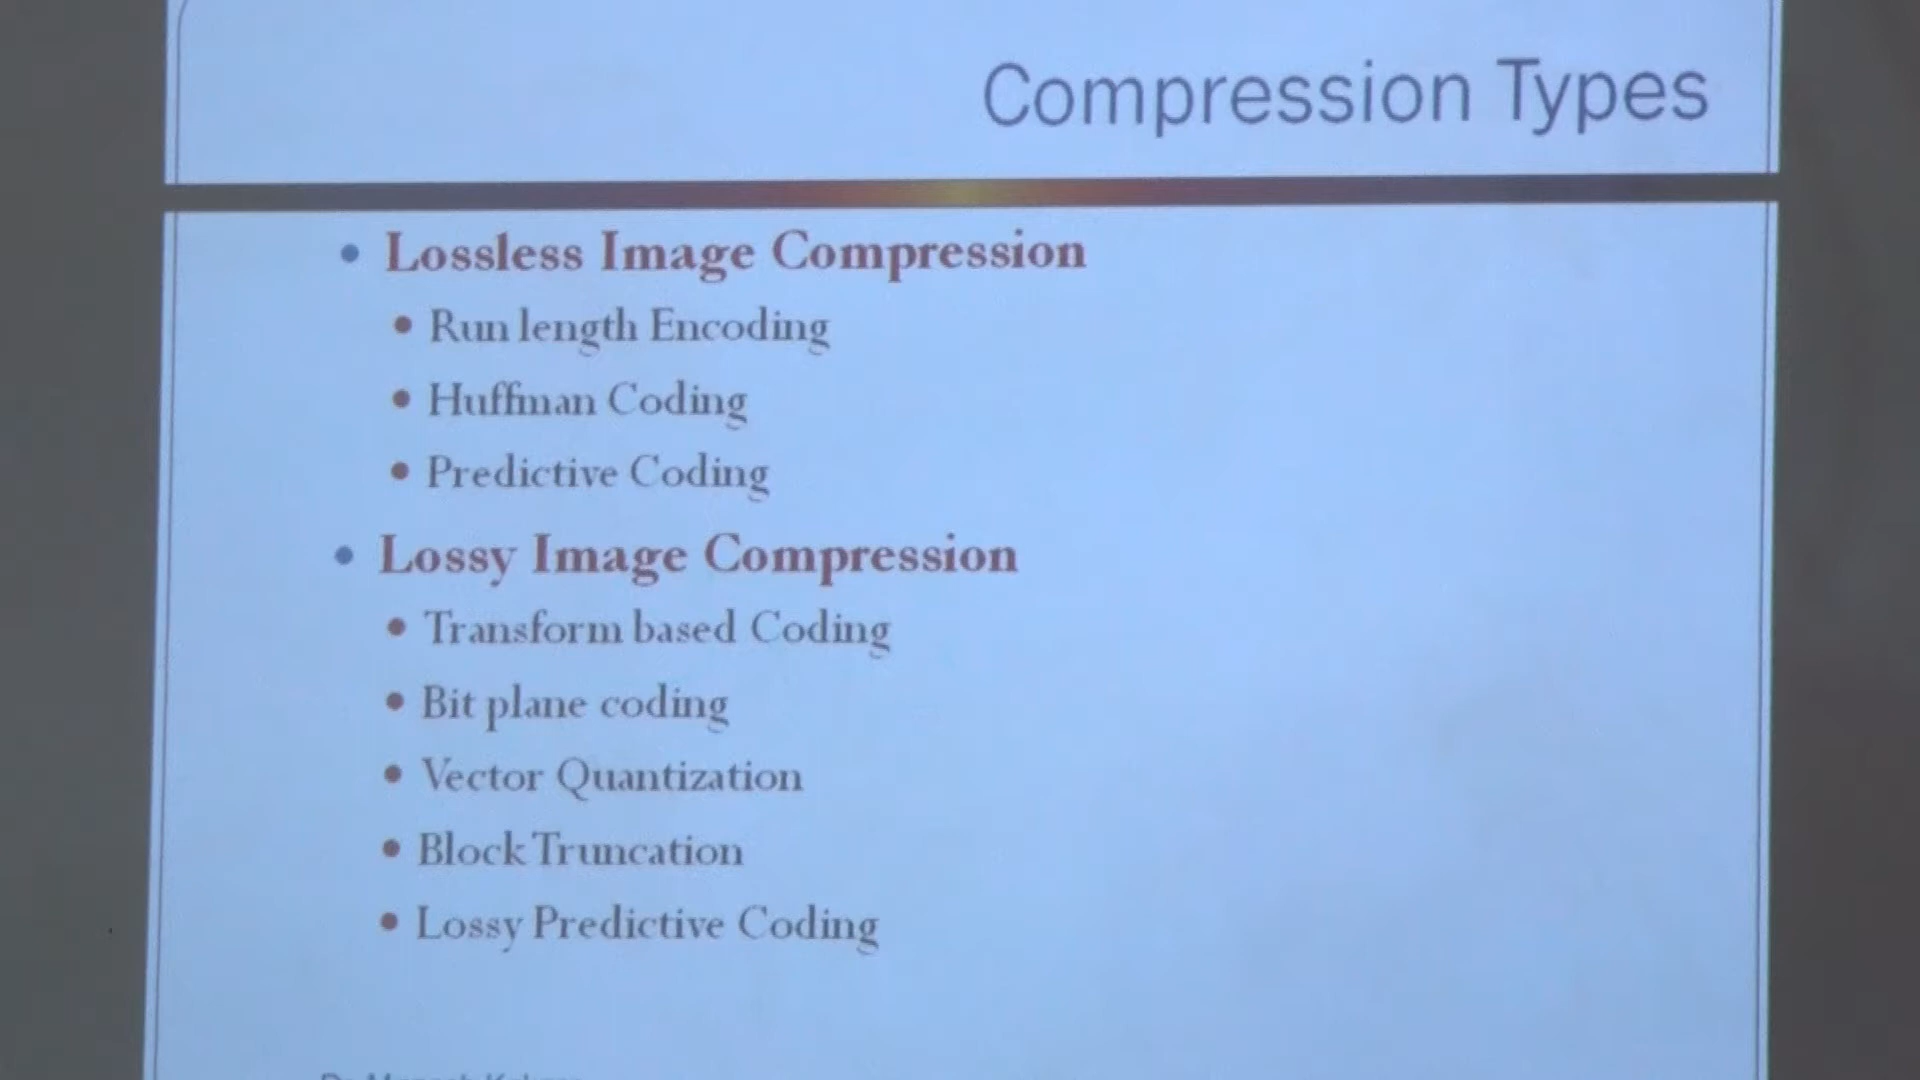 Compression Types
• Lossless Image Compression
• Run length Encoding
• Huffman Coding
• Predictive Coding
• Lossy Image Compression
• Transform based Coding
• Bit plane coding
• Vector Quantization
• Block Truncation
• Lossy Predictive Coding